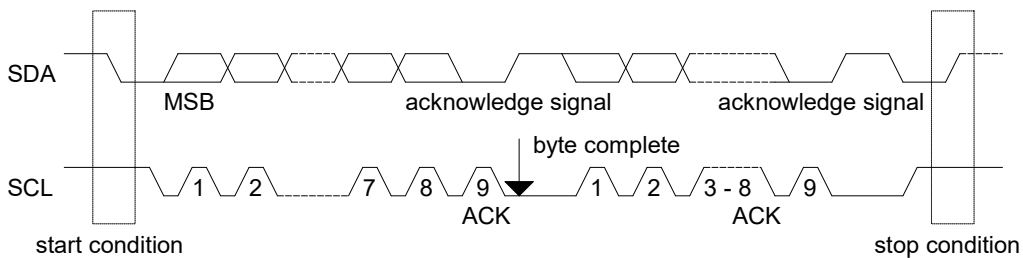 SDA
MSB
acknowledge signal
acknowledge signal
byte complete
SCL
1
2
7
8
9
1
2
3 - 8
9
ACK
ACK
start condition
stop condition